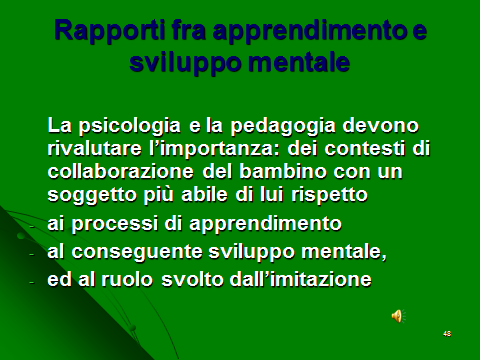 Rapporti fra apprendimento e
sviluppo mentale
La psicologia e la pedagogia devono
rivalutare l’importanza: dei contesti di
collaborazione del bambino con un
soggetto più abile di lui rispetto
- ai processi di apprendimento
- al conseguente sviluppo mentale,
- ed al ruolo svolto dall’imitazione
48